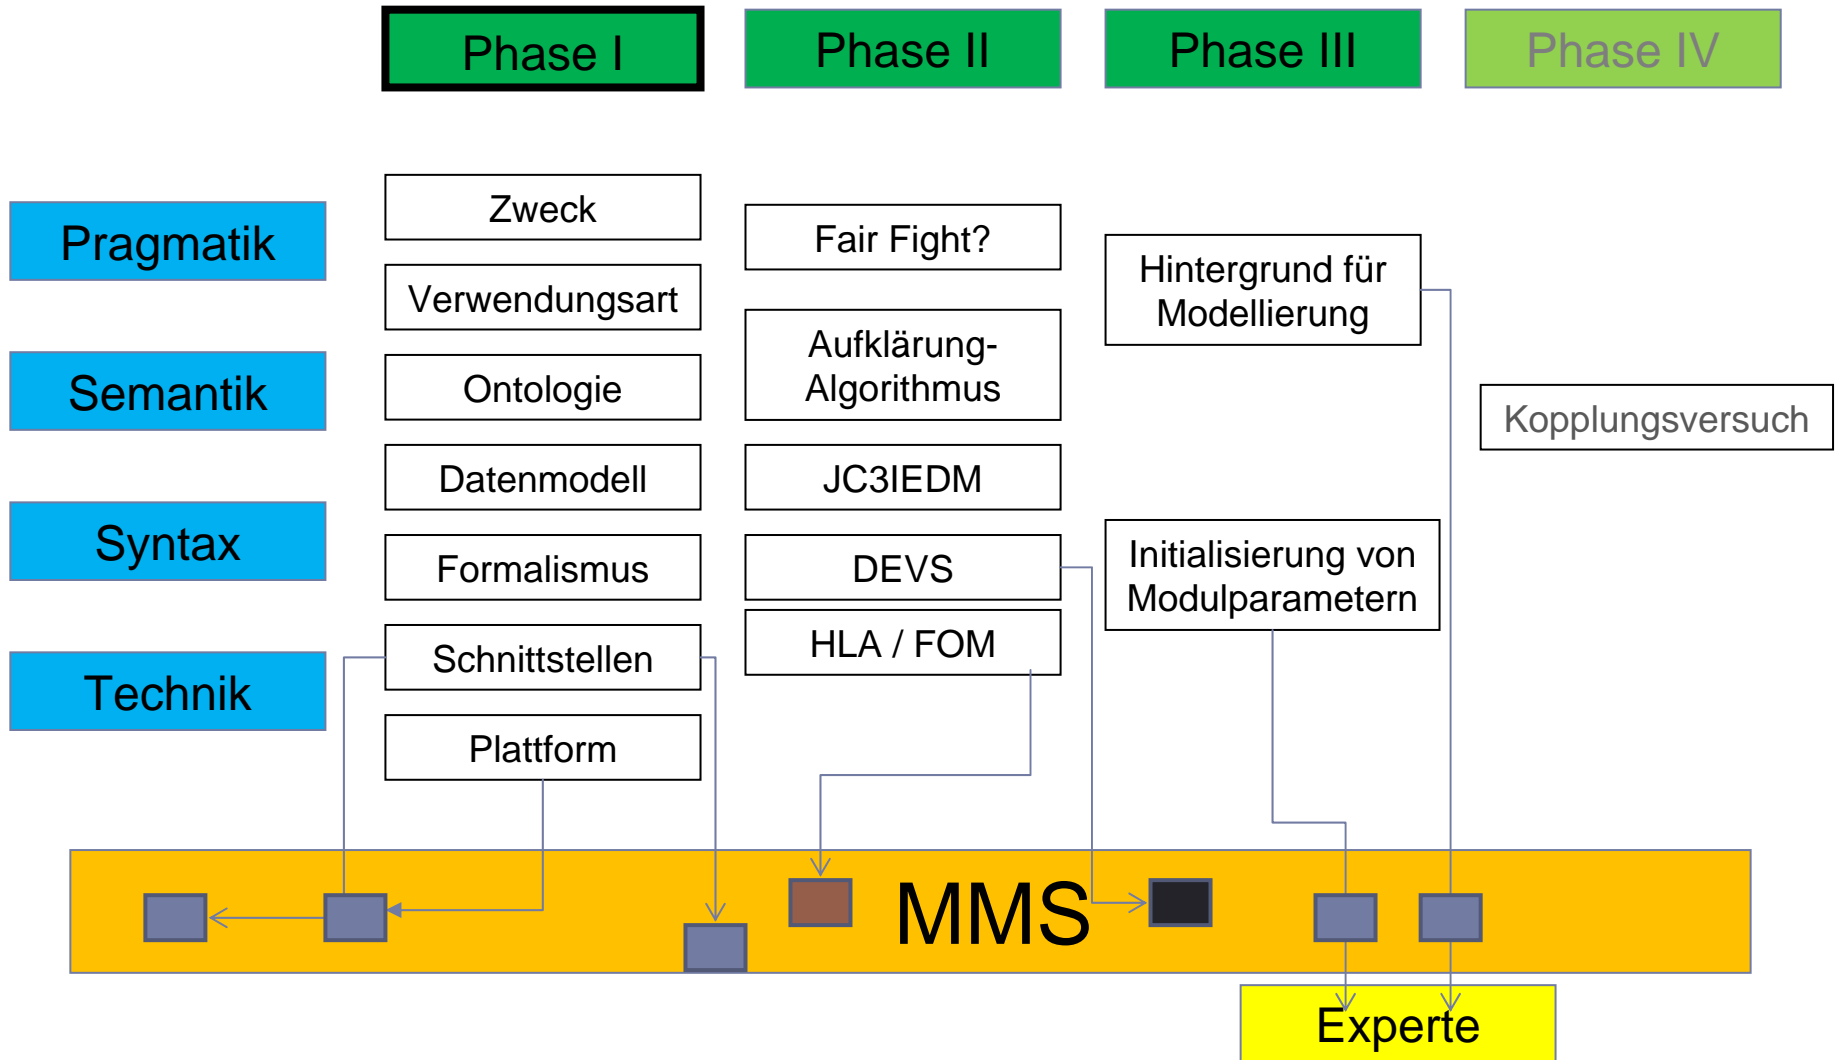 Phase I
Phase II
Phase III
Phase IV
Pragmatik
Semantik
Syntax
Technik
Zweck
Verwendungsart
Ontologie
Datenmodell
Formalismus
Schnittstellen
Plattform
Fair Fight?
Aufklärung-
Algorithmus
JC3IEDM
DEVS
HLA / FOM
Hintergrund für
Modellierung
Initialisierung von
Modulparametern
Kopplungsversuch
MMS
Experte